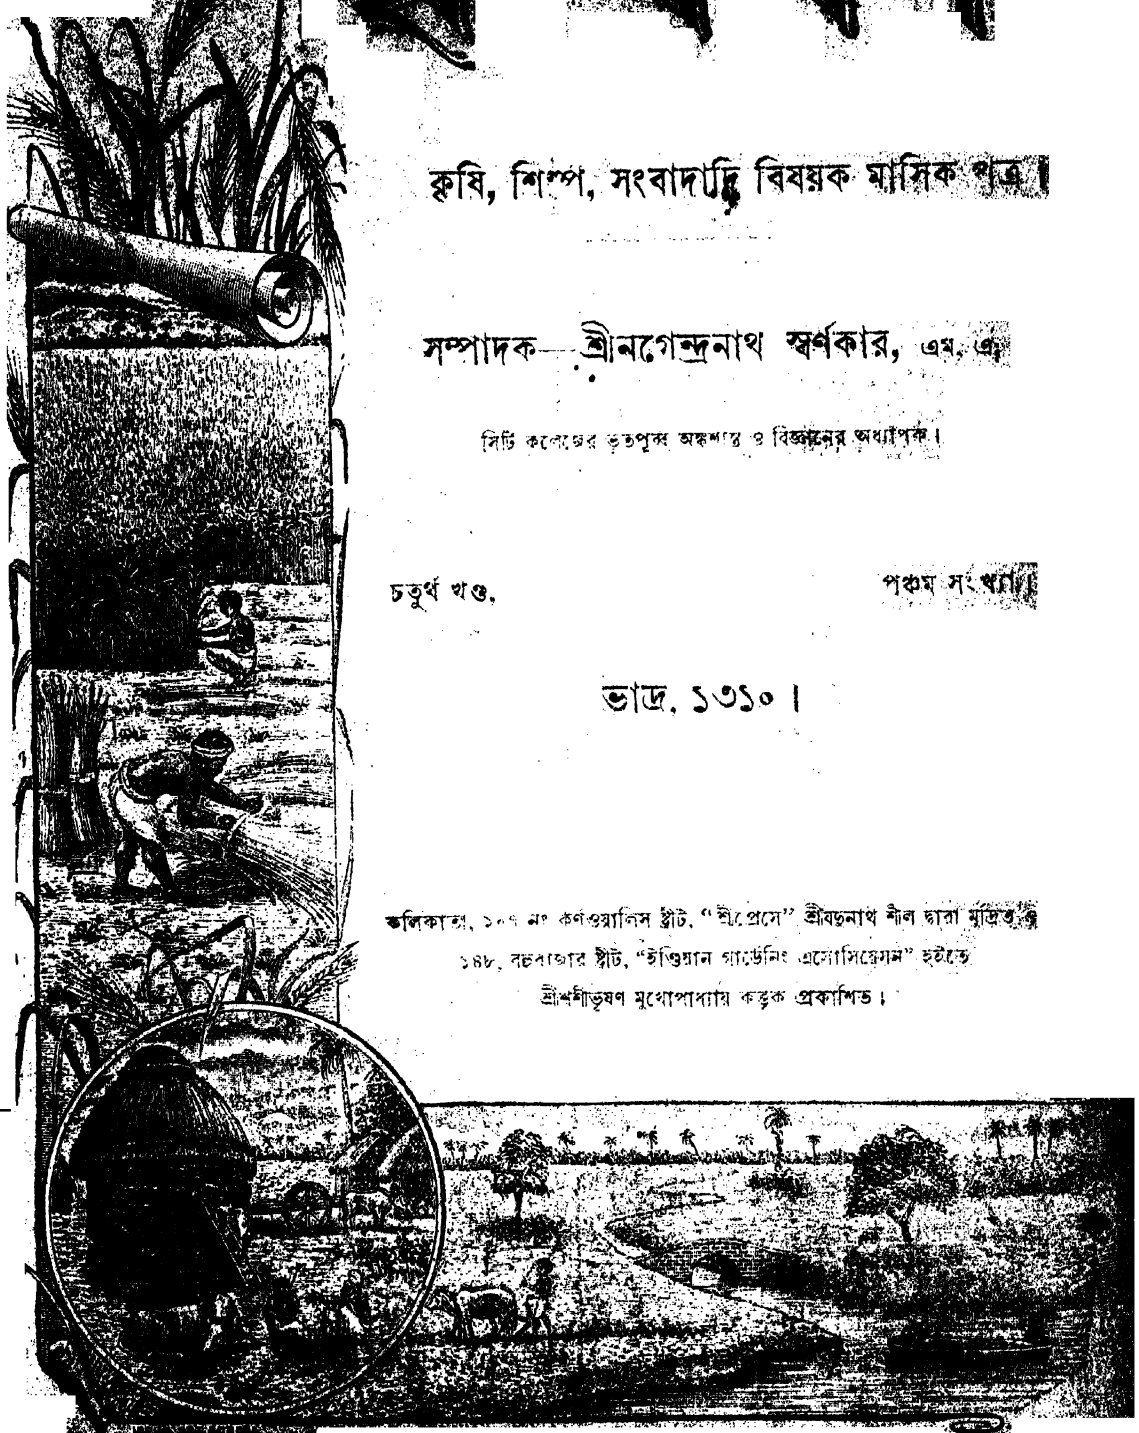 কৃষি, শিল্প, সংবাদাদি বিষয়ক মাসিক পত্র।
সম্পাদক—শ্রীনগেন্দ্রনাথ স্বর্ণকার, এম, এ,
সিটি কলেজের ভূতপূর্ব্ব অঙ্কশাস্ত্র ও বিজ্ঞানের অধ্যাপক।
চতুর্থ খণ্ড,
পঞ্চম সংখ্যা।
ভাদ্র, ১৩১০।
কলিকাতা, নং কর্ণওয়ালিস ষ্ট্রীট, “শ্রীপ্রেসে” শ্রীযদুনাথ শীল দ্বারা মুদ্রিত ও
১৪৮, বহুবাজার ষ্ট্রীট, “ইণ্ডিয়ান গার্ডেনিং এসোসিয়েসন” হইতে
শ্রীশশীভূষণ মুখোপাধ্যায় কর্ত্তৃক প্রকাশিত।